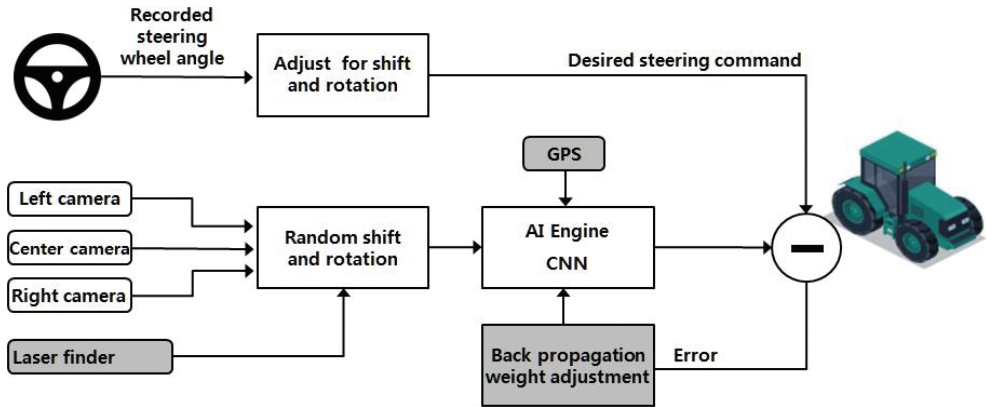 Recorded
steering
wheel angle
Adjust for shift
and rotation
Desired steering command
GPS
Left camera
Center camera
Right camera
Random shift
and rotation
AI Engine
CNN
Laser finder
Back propagation
weight adjustment
Error